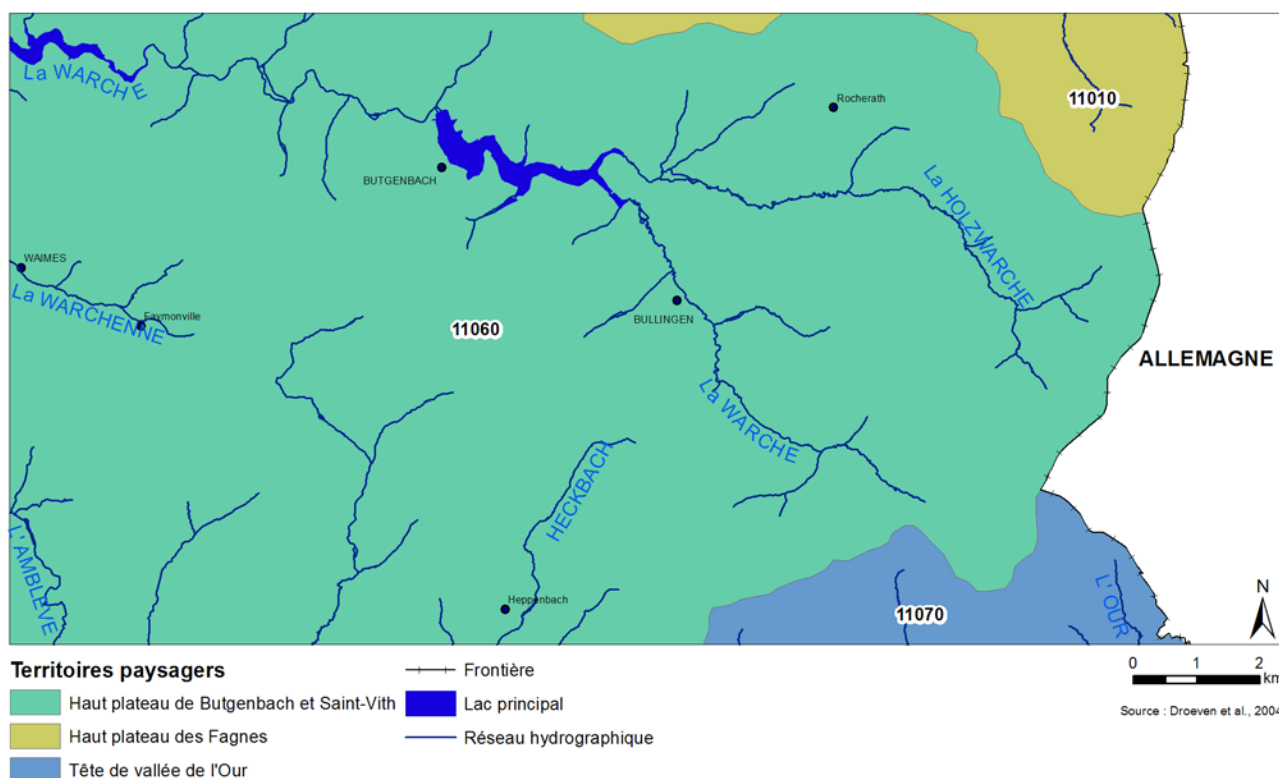 La WARCHE
Rocherath
11010
BUTGENBACH
La HOLZWARCHE
WAIMES
La WARCHENNE
Faymonville
11060
BULLINGEN
ALLEMAGNE
La WARCHE
HECKBACH
L' AMBLEVE
Heppenbach
11070
L' OUR
N
Territoires paysagers
Haut plateau de Butgenbach et Saint-Vith
Haut plateau des Fagnes
Tête de vallée de l'Our
Frontière
Lac principal
Réseau hydrographique
0 1 2
km
Source : Droeven et al., 2004